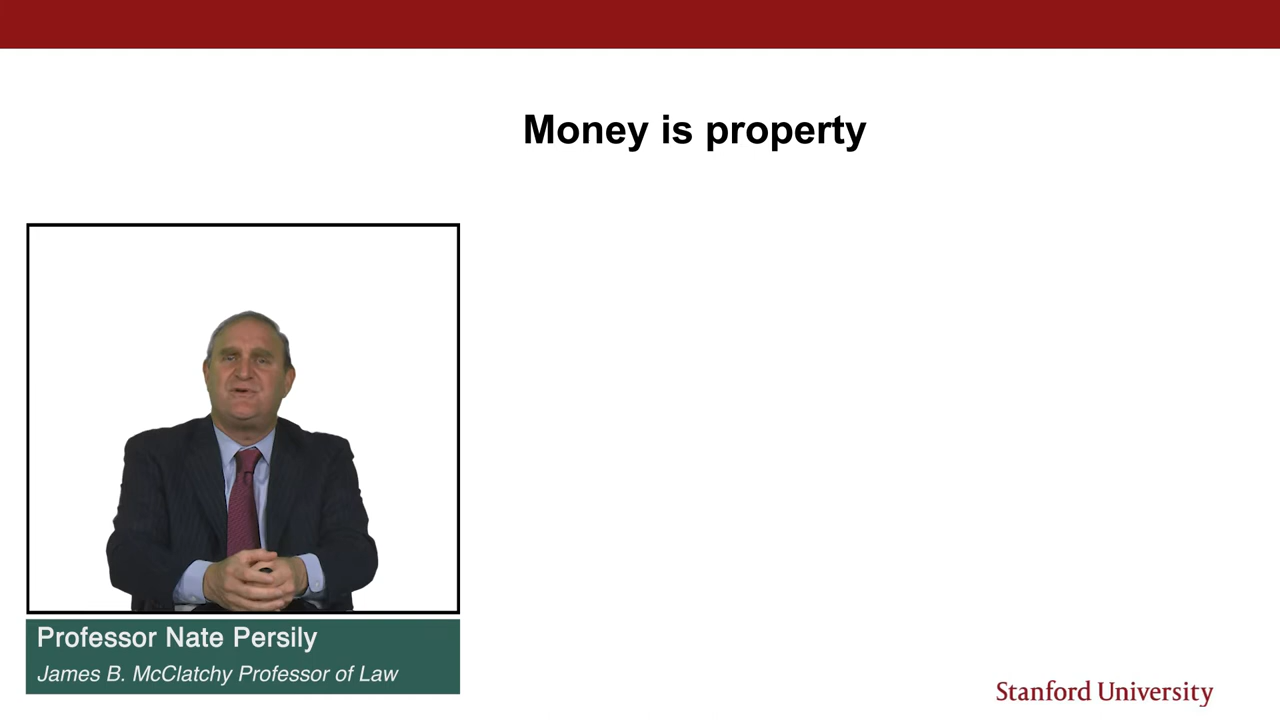 Money is property
Professor Nate Persily
James B. McClatchy Professor of Law
Stanford University